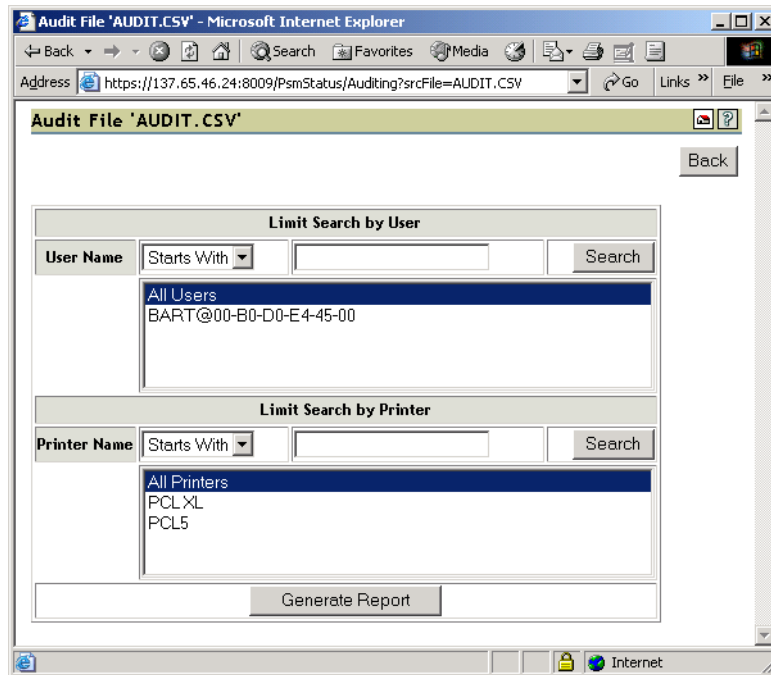 Audit File 'AUDIT.CSV' - Microsoft Internet Explorer
Back Search Favorites Media
Address https://137.65.46.24:8009/PsmStatus/Auditing?srcFile=AUDIT.CSV Go Links » File »
Audit File 'AUDIT.CSV' ?
Back
Limit Search by User
User Name Starts With Search
All Users
BART@00-B0-D0-E4-45-00
Limit Search by Printer
Printer Name Starts With Search
All Printers
PCL XL
PCL5
Generate Report
Internet